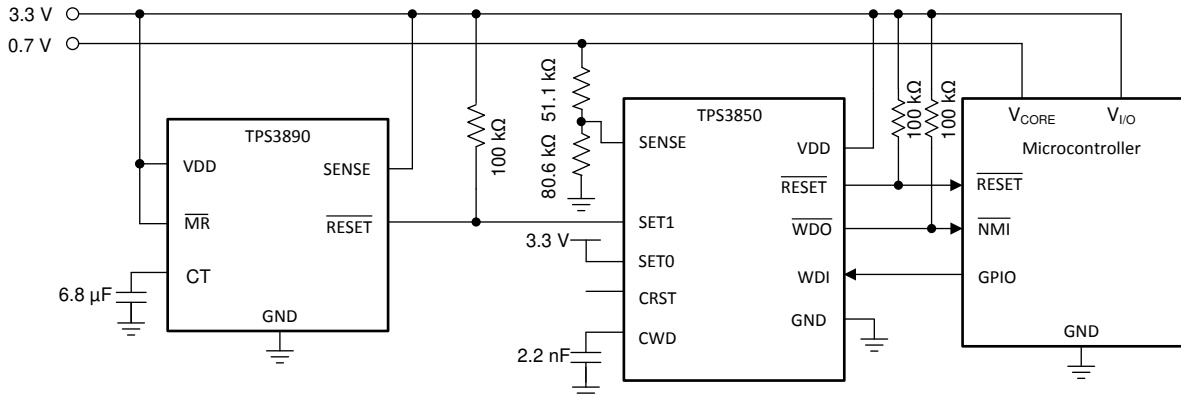 3.3 V
0.7 V
TPS3890
VDD
SENSE
MR
RESET
CT
GND
6.8 µF
100 kΩ
51.1 kΩ
80.6 kΩ
TPS3850
SENSE
VDD
RESET
SET1
WDO
3.3 V
SET0
WDI
CRST
GND
CWD
2.2 nF
100 kΩ
100 kΩ
VCORE
VI/O
Microcontroller
RESET
NMI
GPIO
GND